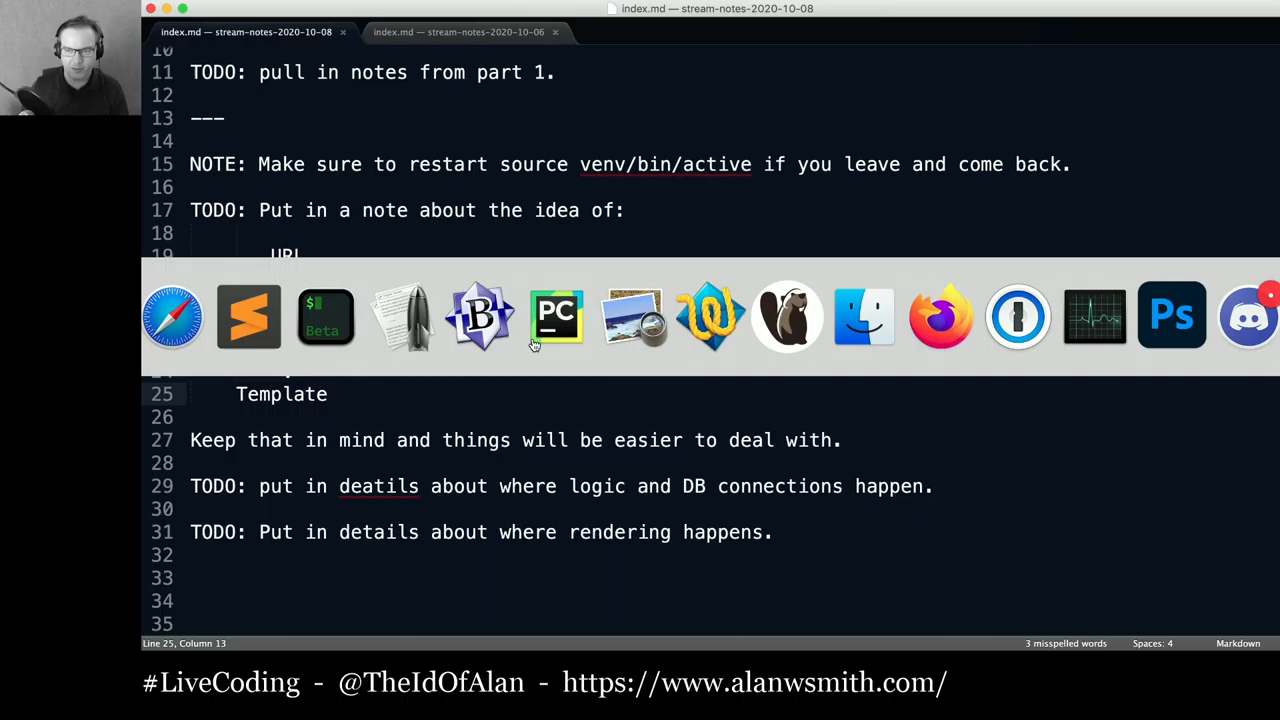 index.md — stream-notes-2020-10-08
index.md — stream-notes-2020-10-08 ×
index.md — stream-notes-2020-10-06 ×
10
11 TODO: pull in notes from part 1.
12
13 ---
14
15 NOTE: Make sure to restart source venv/bin/active if you leave and come back.
16
17 TODO: Put in a note about the idea of:
18
19 URL
$
Beta
B
PC
Ps
25 Template
26
27 Keep that in mind and things will be easier to deal with.
28
29 TODO: put in deatils about where logic and DB connections happen.
30
31 TODO: Put in details about where rendering happens.
32
33
34
35
Line 25, Column 13
3 misspelled words
Spaces: 4
Markdown
#LiveCoding - @TheIdOfAlan - https://www.alanwsmith.com/